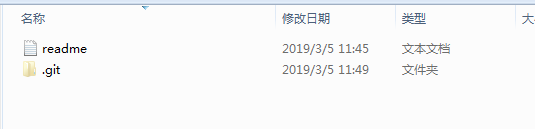 名称 修改日期 类型
readme 2019/3/5 11:45 文本文档
.git 2019/3/5 11:49 文件夹